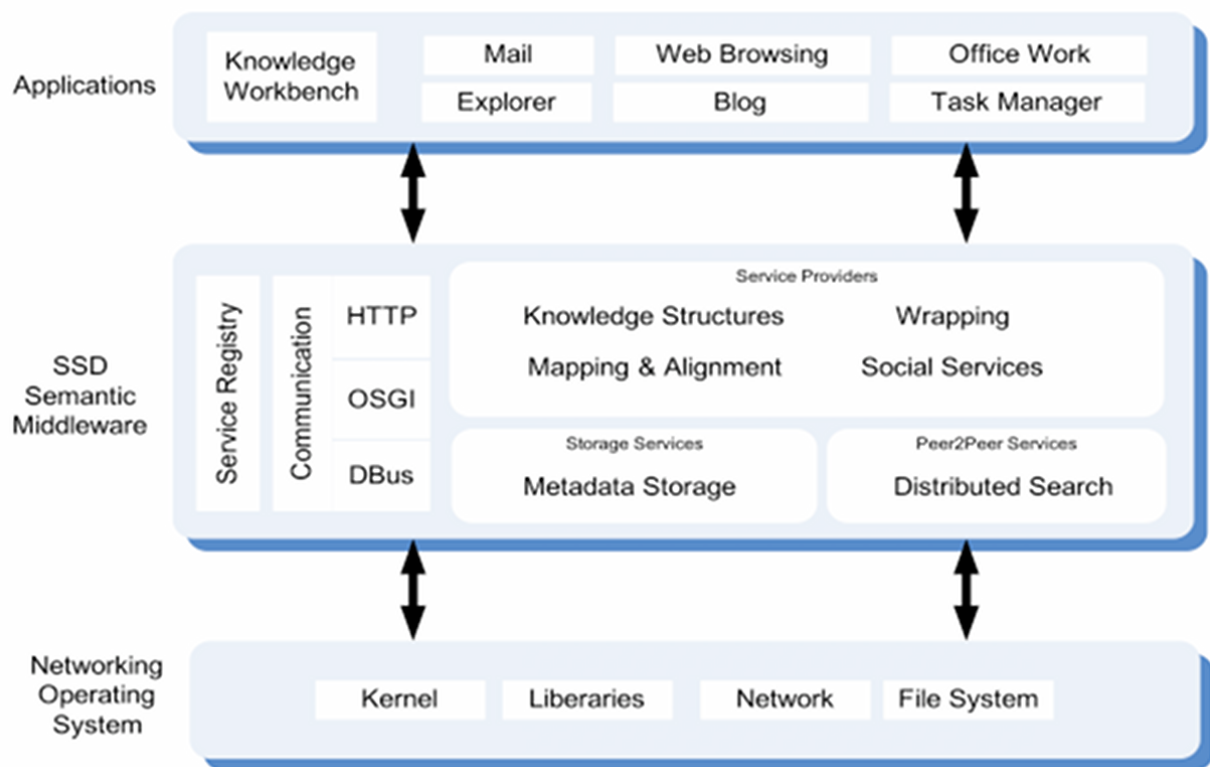 Applications
Knowledge
Workbench
Mail
Web Browsing
Office Work
Explorer
Blog
Task Manager
SSD
Semantic
Middleware
Service Registry
Communication
HTTP
OSGI
DBus
Service Providers
Knowledge Structures
Wrapping
Mapping & Alignment
Social Services
Storage Services
Metadata Storage
Peer2Peer Services
Distributed Search
Networking
Operating
System
Kernel
Liberaries
Network
File System